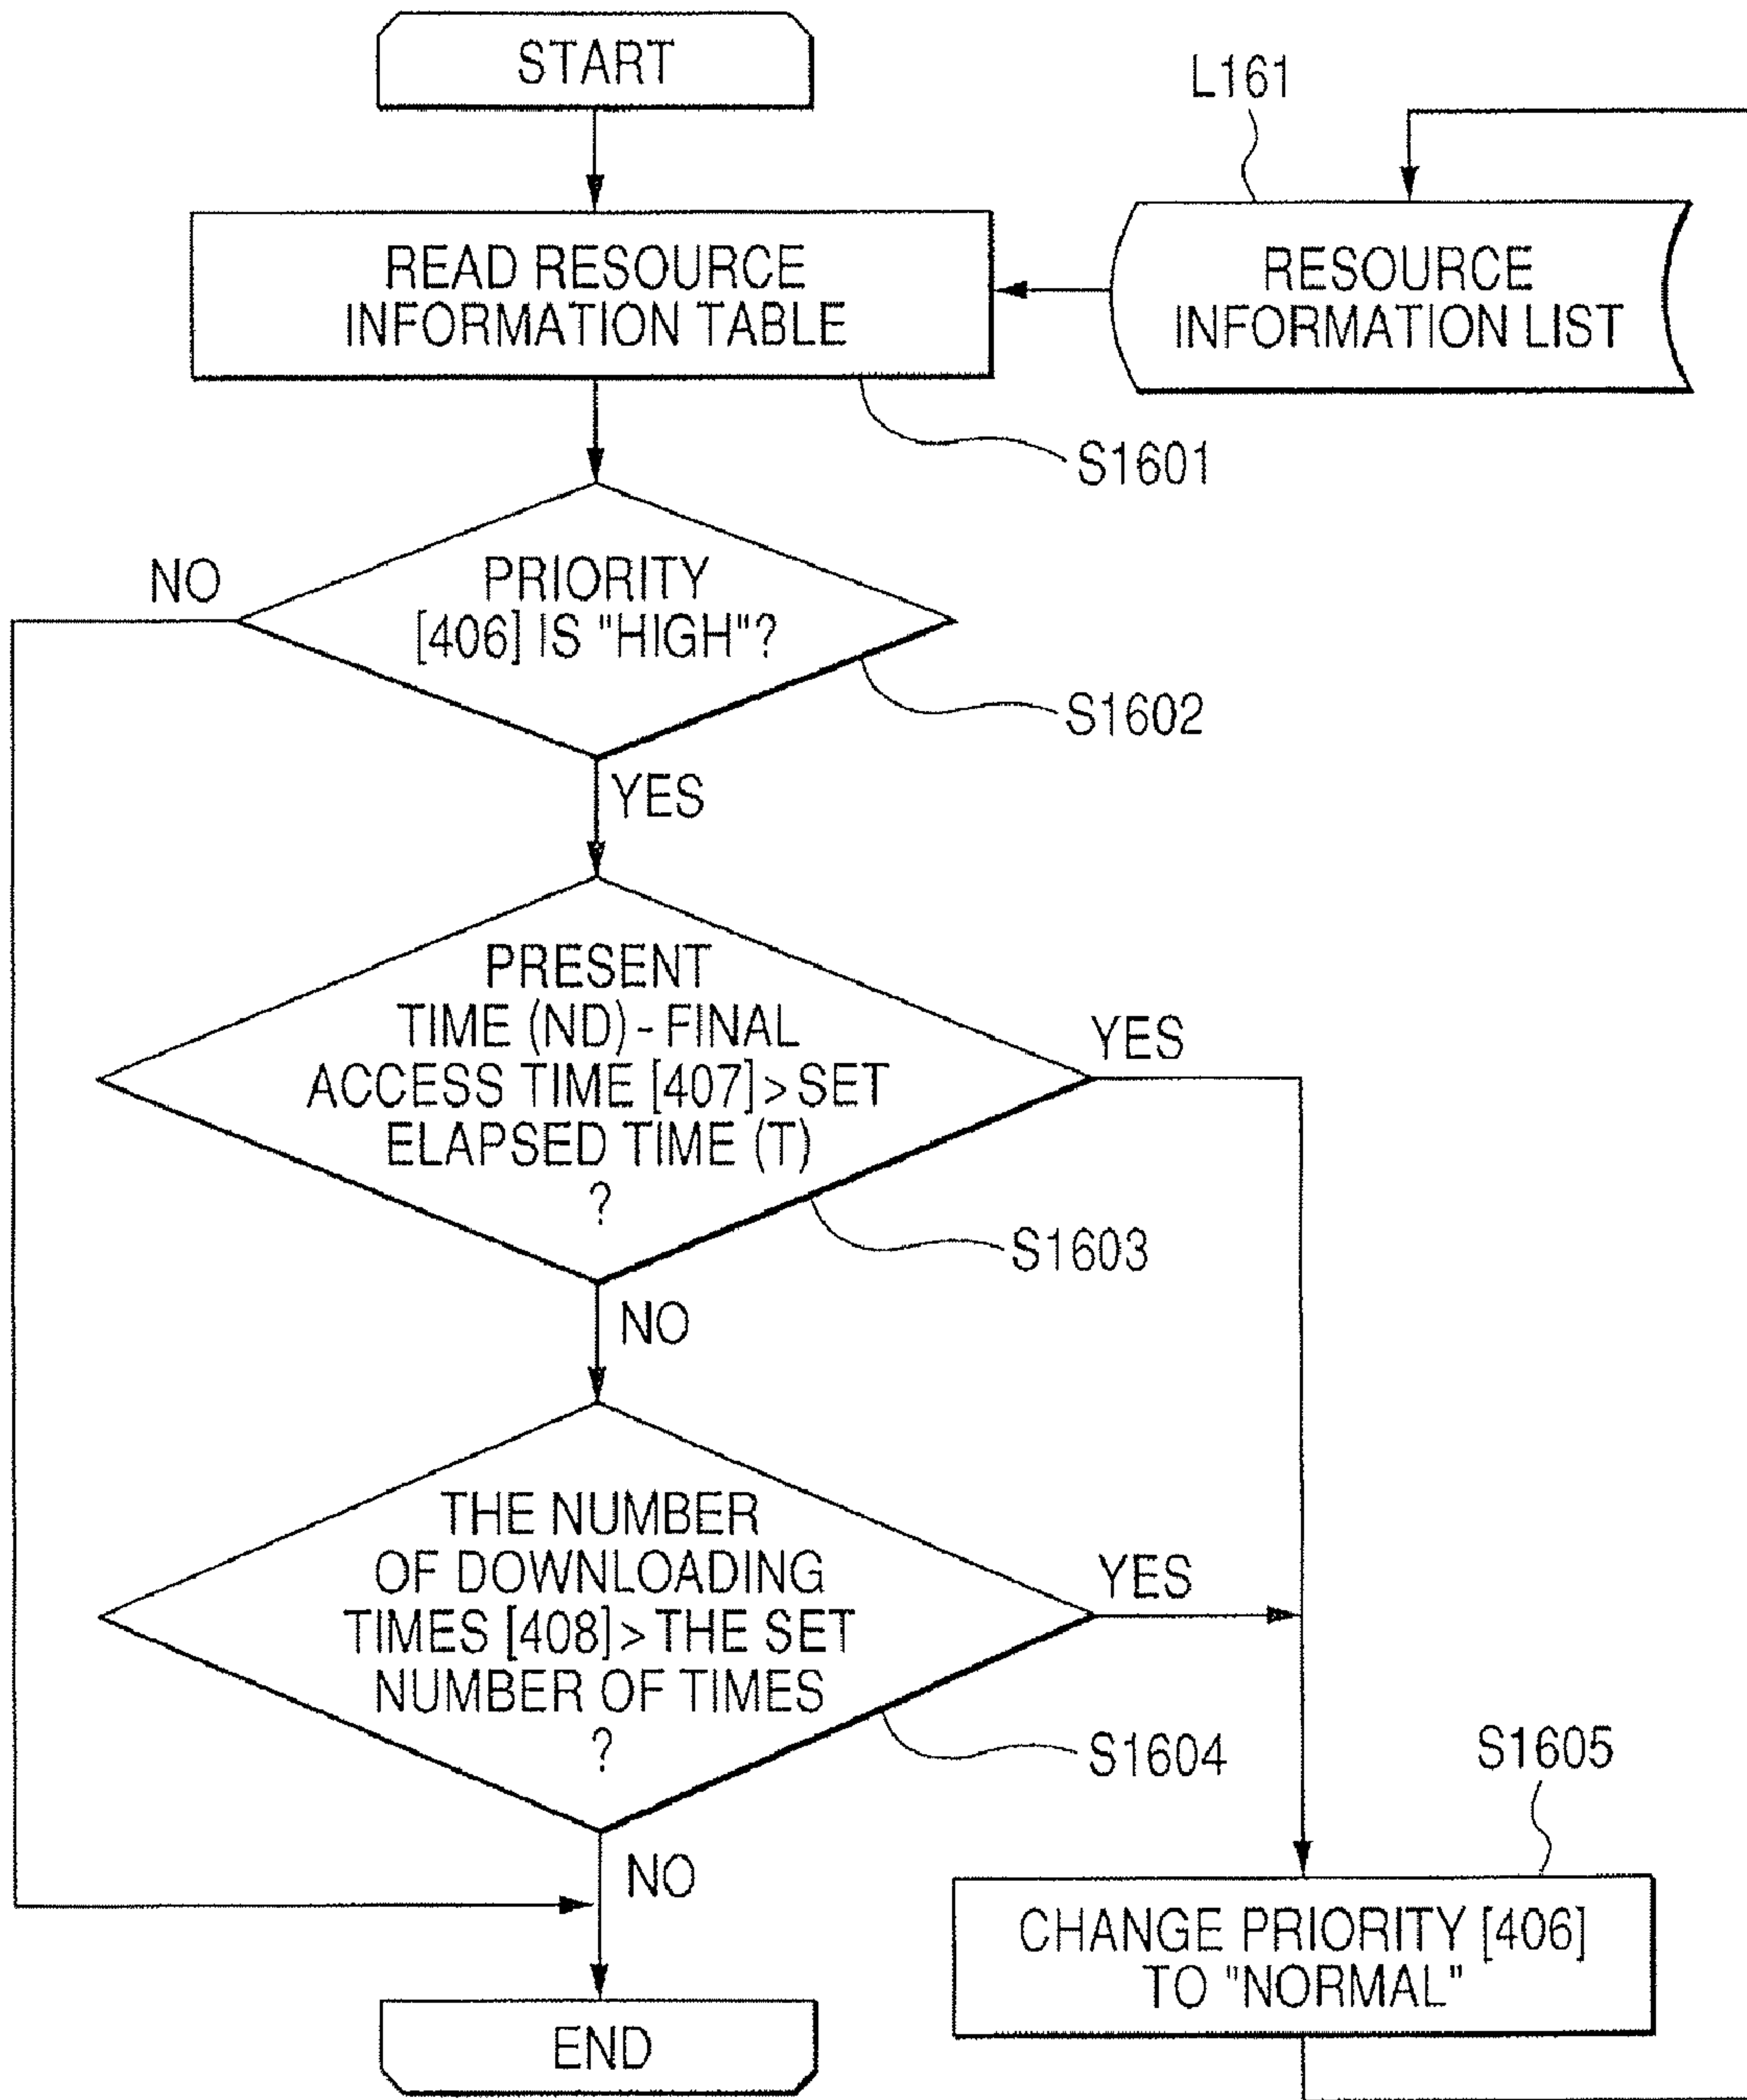 START
L161
READ RESOURCE
INFORMATION TABLE
RESOURCE
INFORMATION LIST
S1601
NO
PRIORITY
[406] IS "HIGH"?
S1602
YES
PRESENT
TIME (ND) - FINAL
ACCESS TIME [407] > SET
ELAPSED TIME (T)
?
YES
S1603
NO
THE NUMBER
OF DOWNLOADING
TIMES [408] > THE SET
NUMBER OF TIMES
?
YES
S1604
S1605
NO
CHANGE PRIORITY [406]
TO "NORMAL"
END